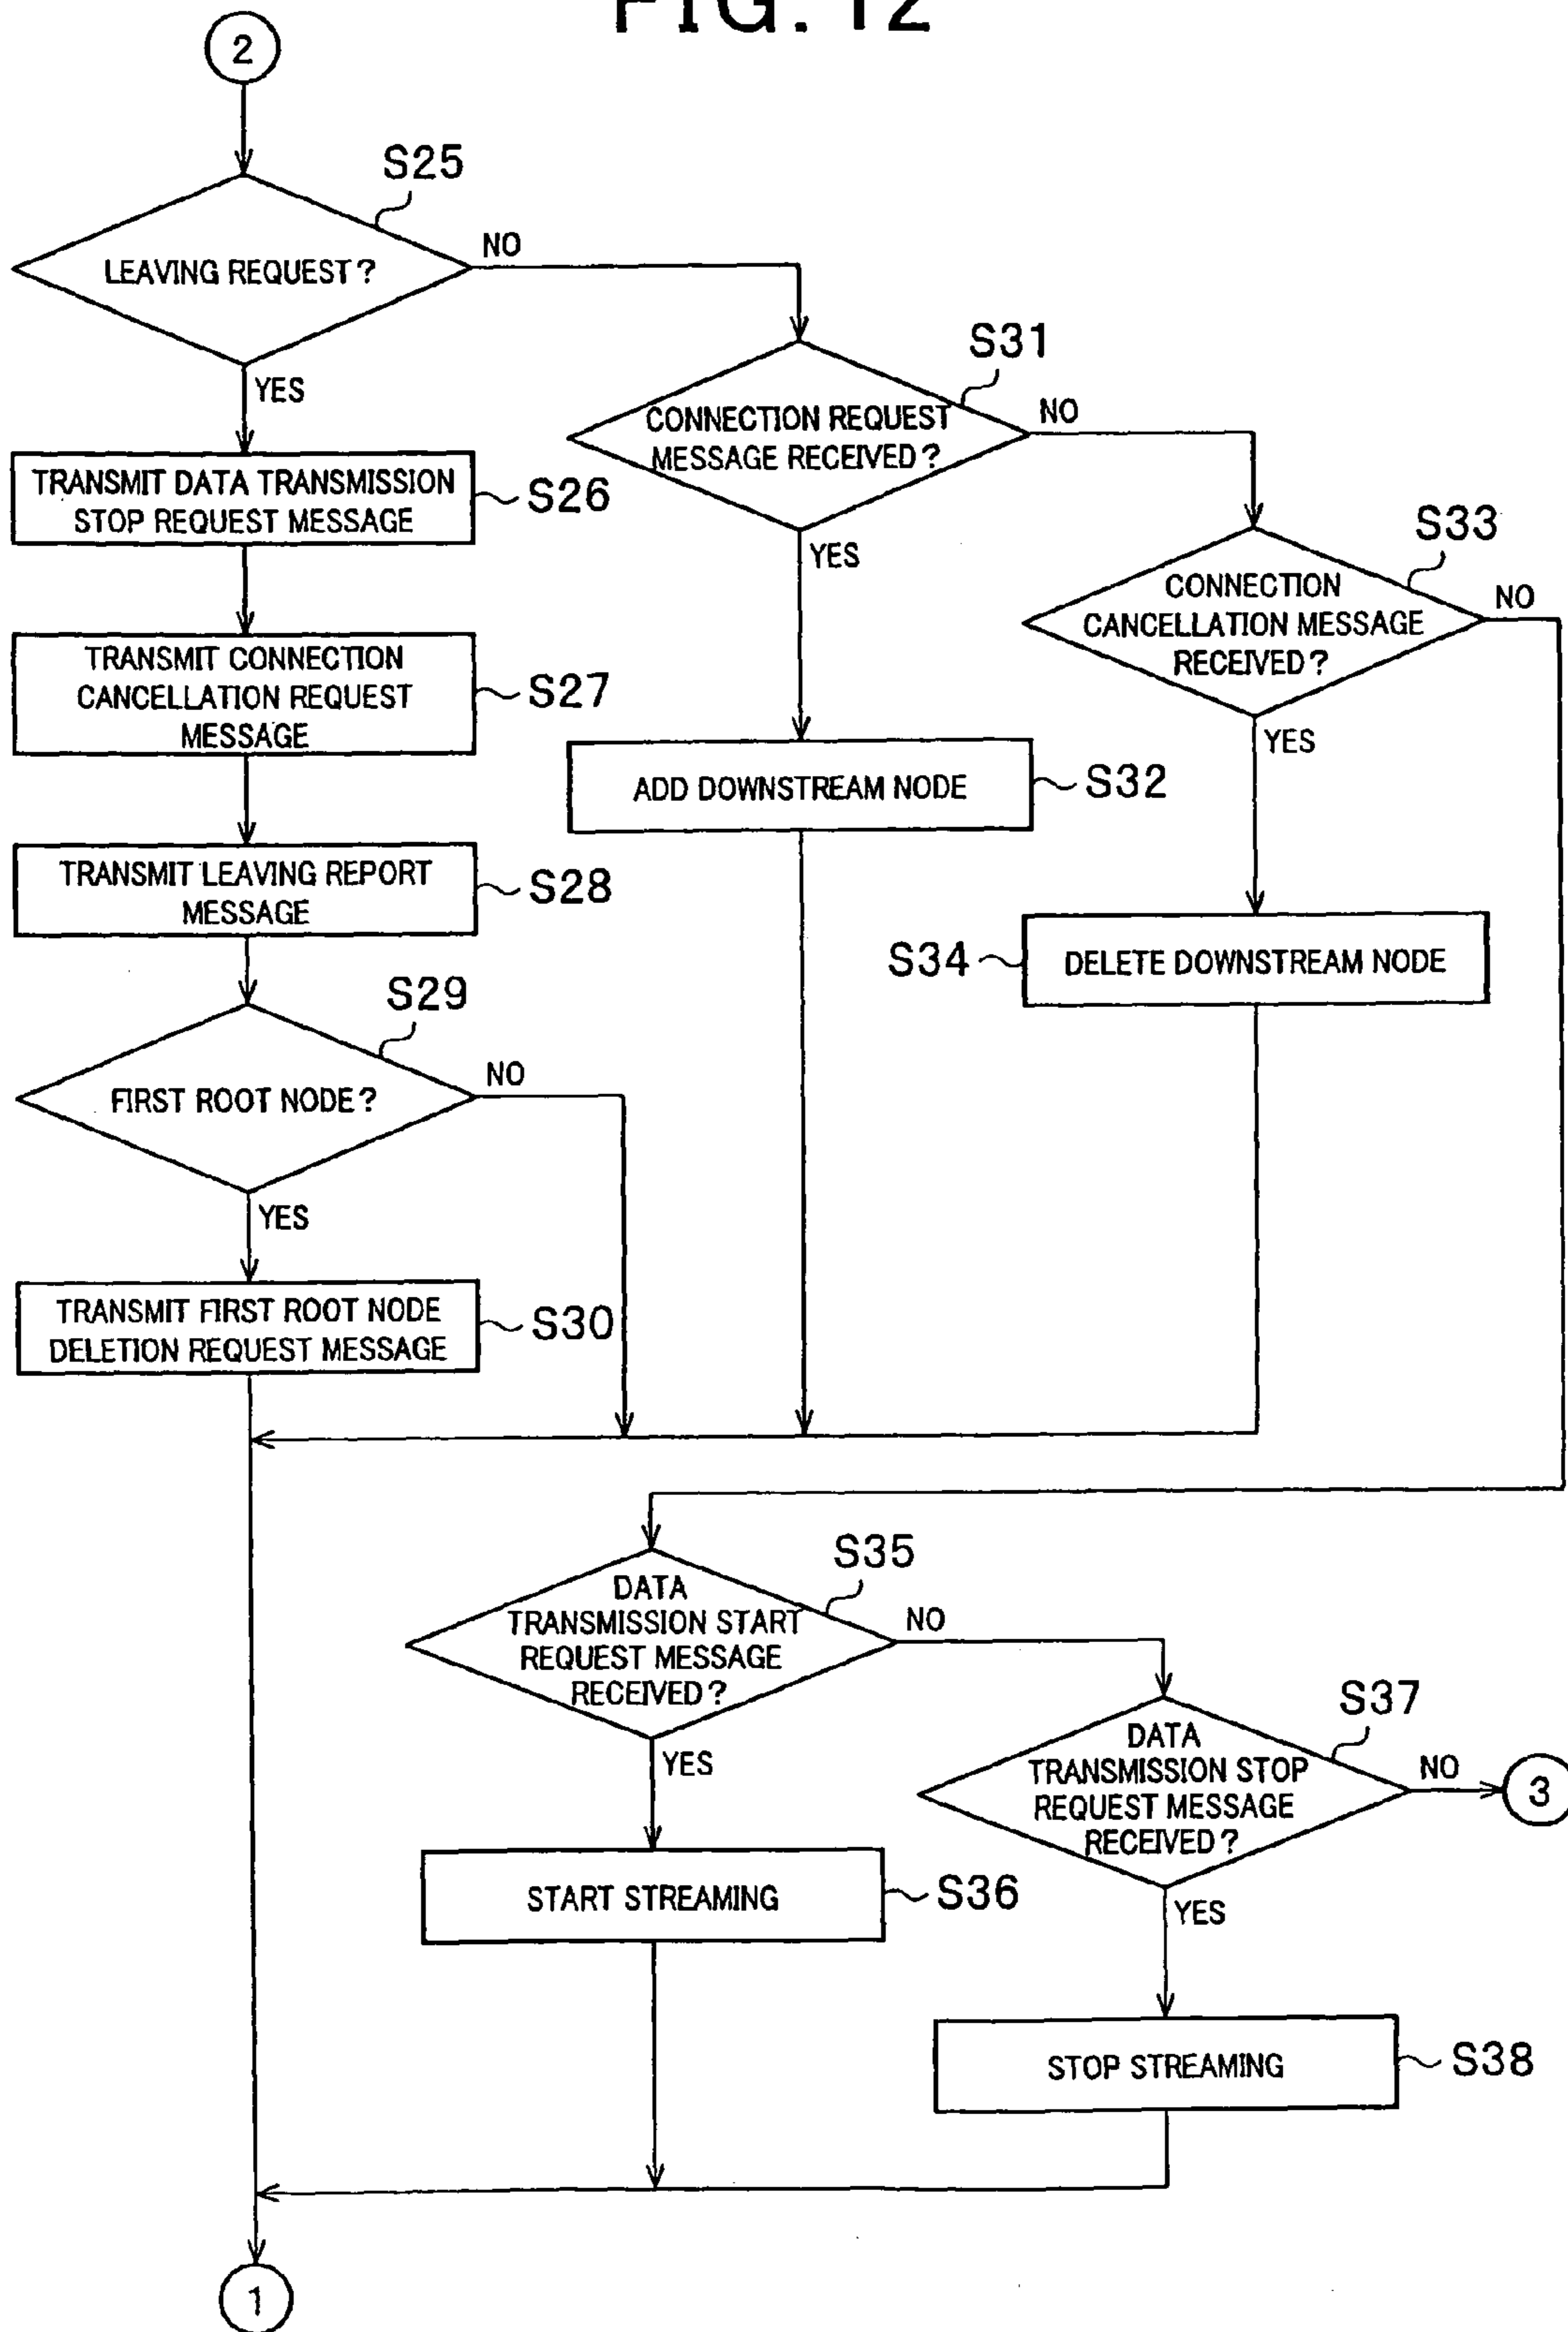 FIG. 12
2
S25
LEAVING REQUEST?
NO
YES
S31
CONNECTION REQUEST
MESSAGE RECEIVED?
NO
YES
S26
TRANSMIT DATA TRANSMISSION
STOP REQUEST MESSAGE
S33
CONNECTION
CANCELLATION MESSAGE
RECEIVED?
NO
YES
TRANSMIT CONNECTION
CANCELLATION REQUEST
MESSAGE
S27
ADD DOWNSTREAM NODE
S32
TRANSMIT LEAVING REPORT
MESSAGE
S28
S34
DELETE DOWNSTREAM NODE
S29
FIRST ROOT NODE?
NO
YES
TRANSMIT FIRST ROOT NODE
DELETION REQUEST MESSAGE
S30
S35
DATA
TRANSMISSION START
REQUEST MESSAGE
RECEIVED?
NO
YES
S37
DATA
TRANSMISSION STOP
REQUEST MESSAGE
RECEIVED?
NO
3
YES
START STREAMING
S36
STOP STREAMING
S38
1